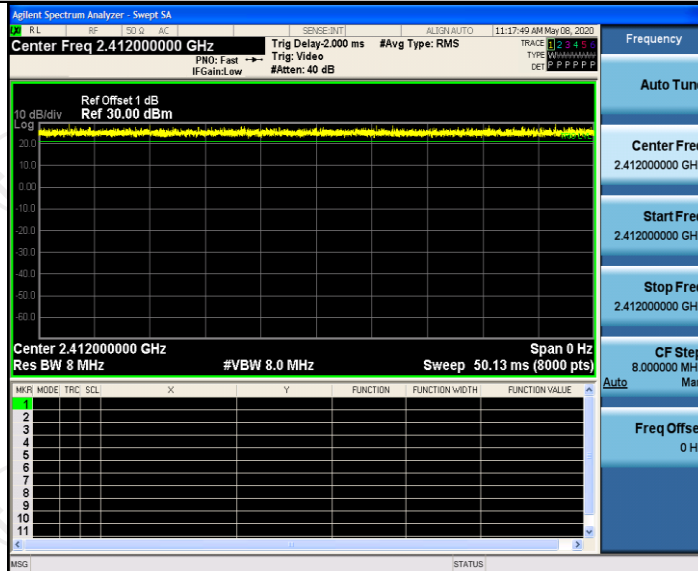 Agilent Spectrum Analyzer - Swept SA
RL RF 50 Ω AC SENSE:INT ALIGN AUTO 11:17:49 AM May 08, 2020
Center Freq 2.412000000 GHz
PNO: Fast
IFGain:Low
Trig Delay-2.000 ms
Trig: Video
#Atten: 40 dB
#Avg Type: RMS
TRACE 1 2 3 4 5 6
TYPE
DET P P P P P P
10 dB/div
Log
Ref Offset 1 dB
Ref 30.00 dBm
20.0
10.0
0.00
-10.0
-20.0
-30.0
-40.0
-50.0
-60.0
Center 2.412000000 GHz Span 0 Hz
Res BW 8 MHz #VBW 8.0 MHz Sweep 50.13 ms (8000 pts)
MKR MODE TRC SCL X Y FUNCTION FUNCTION WIDTH FUNCTION VALUE
1
2
3
4
5
6
7
8
9
10
11
MSG STATUS
Frequency
Auto Tun
Center Fre
2.412000000 GH
Start Fre
2.412000000 GH
Stop Fre
2.412000000 GH
CF Step
8.000000 MH
Auto Ma
Freq Offse
0 H